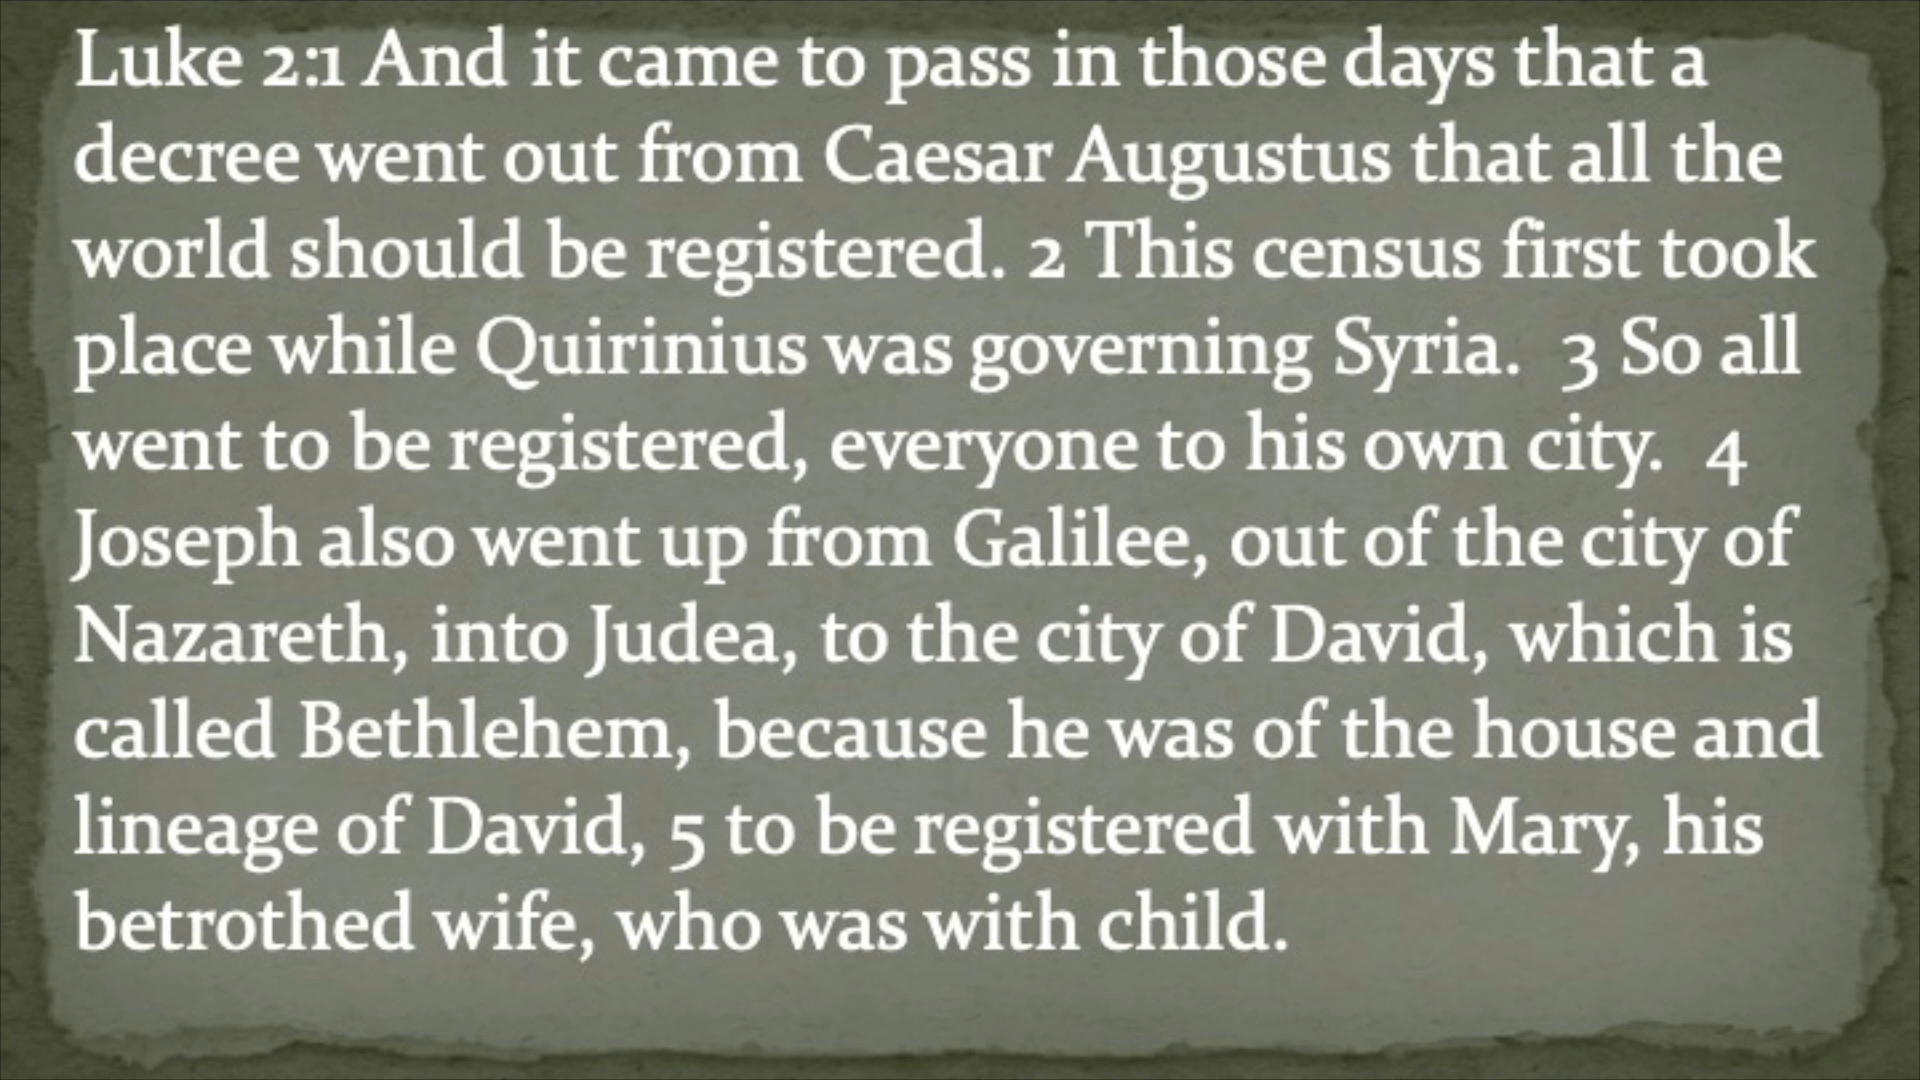 Luke 2:1 And it came to pass in those days that a
decree went out from Caesar Augustus that all the
world should be registered. 2 This census first took
place while Quirinius was governing Syria.  3 So all
went to be registered, everyone to his own city.  4
Joseph also went up from Galilee, out of the city of
Nazareth, into Judea, to the city of David, which is
called Bethlehem, because he was of the house and
lineage of David, 5 to be registered with Mary, his
betrothed wife, who was with child.